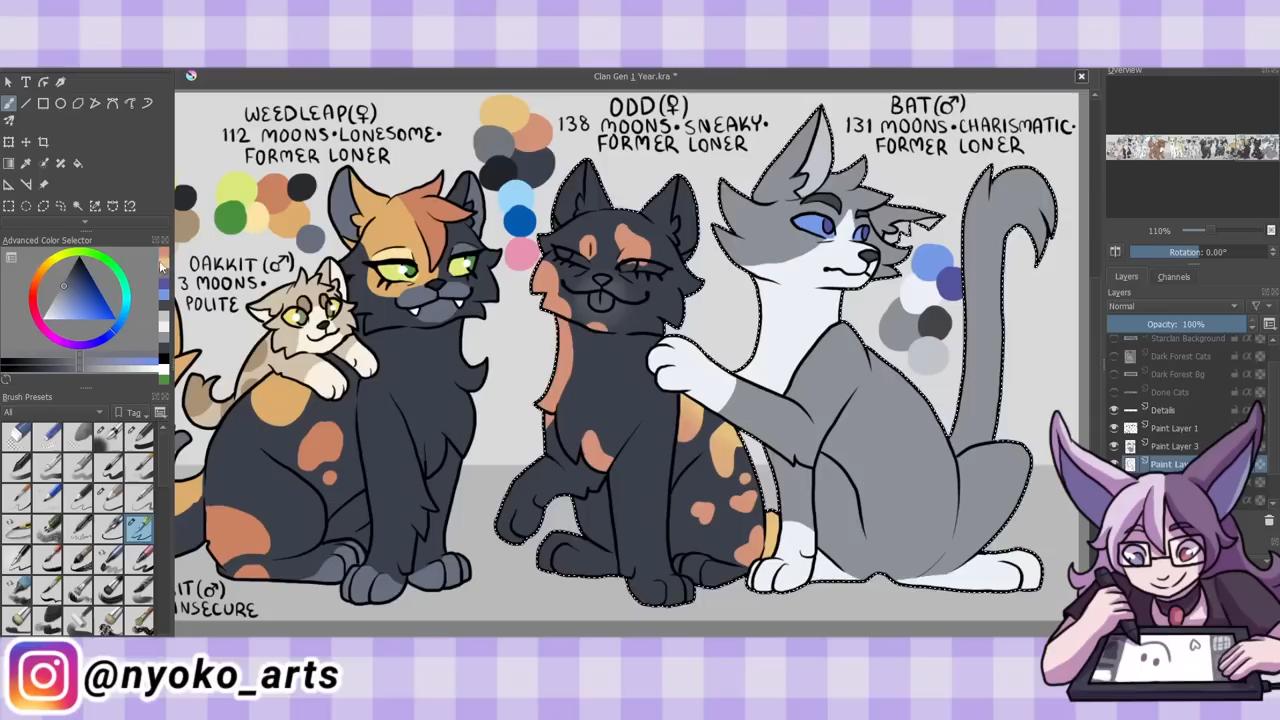 Clan Gen 1 Year.kra *
Overview
Advanced Color Selector
110%
Rotation: 0.00°
Layers
Channels
Layers
Normal
Opacity: 100%
Starclan Background
Dark Forest Cats
Dark Forest Bg
Done Cats
Details
Paint Layer 1
Paint Layer 3
Paint Lay
Brush Presets
All
Tag
WEEDLEAP(♀)
112 MOONS•LONESOME•
FORMER LONER
ODD(♀)
138 MOONS•SNEAKY•
FORMER LONER
BAT(♂)
131 MOONS•CHARISMATIC•
FORMER LONER
OAKKIT(♂)
3 MOONS•
POLITE
IT(♂)
INSECURE
@nyoko_arts